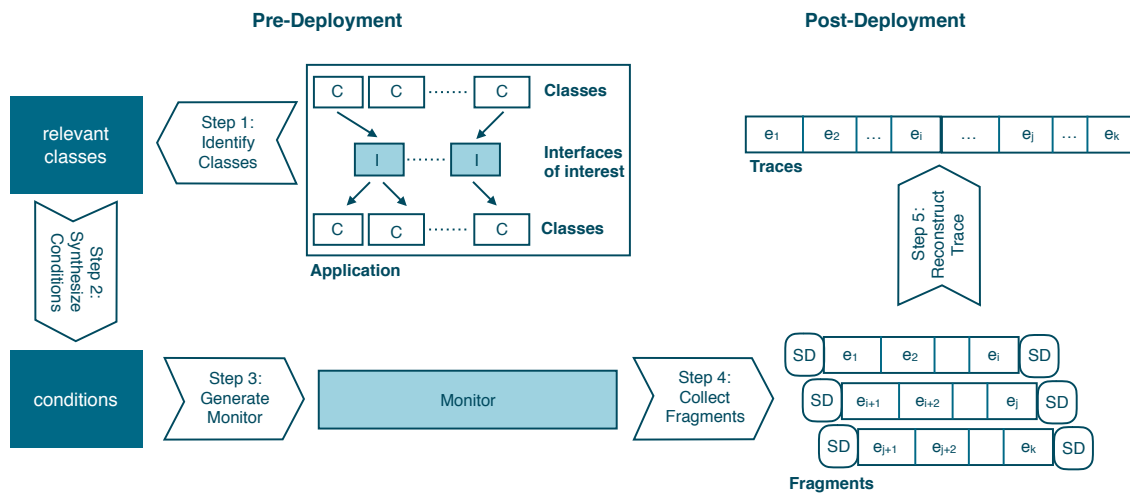 Pre-Deployment
Post-Deployment
relevant
classes
Step 1:
Identify
Classes
C C ....... C Classes
I ....... I
Interfaces
of interest
C C ....... C Classes
Application
Step 2:
Synthesize
Conditions
conditions
Step 3:
Generate
Monitor
Monitor
Step 4:
Collect
Fragments
e1 e2 ... ei ... ej ... ek
Traces
Step 5:
Reconstruct
Trace
SD e1 e2 ei SD
SD ei+1 ei+2 ej SD
SD ej+1 ej+2 ek SD
Fragments